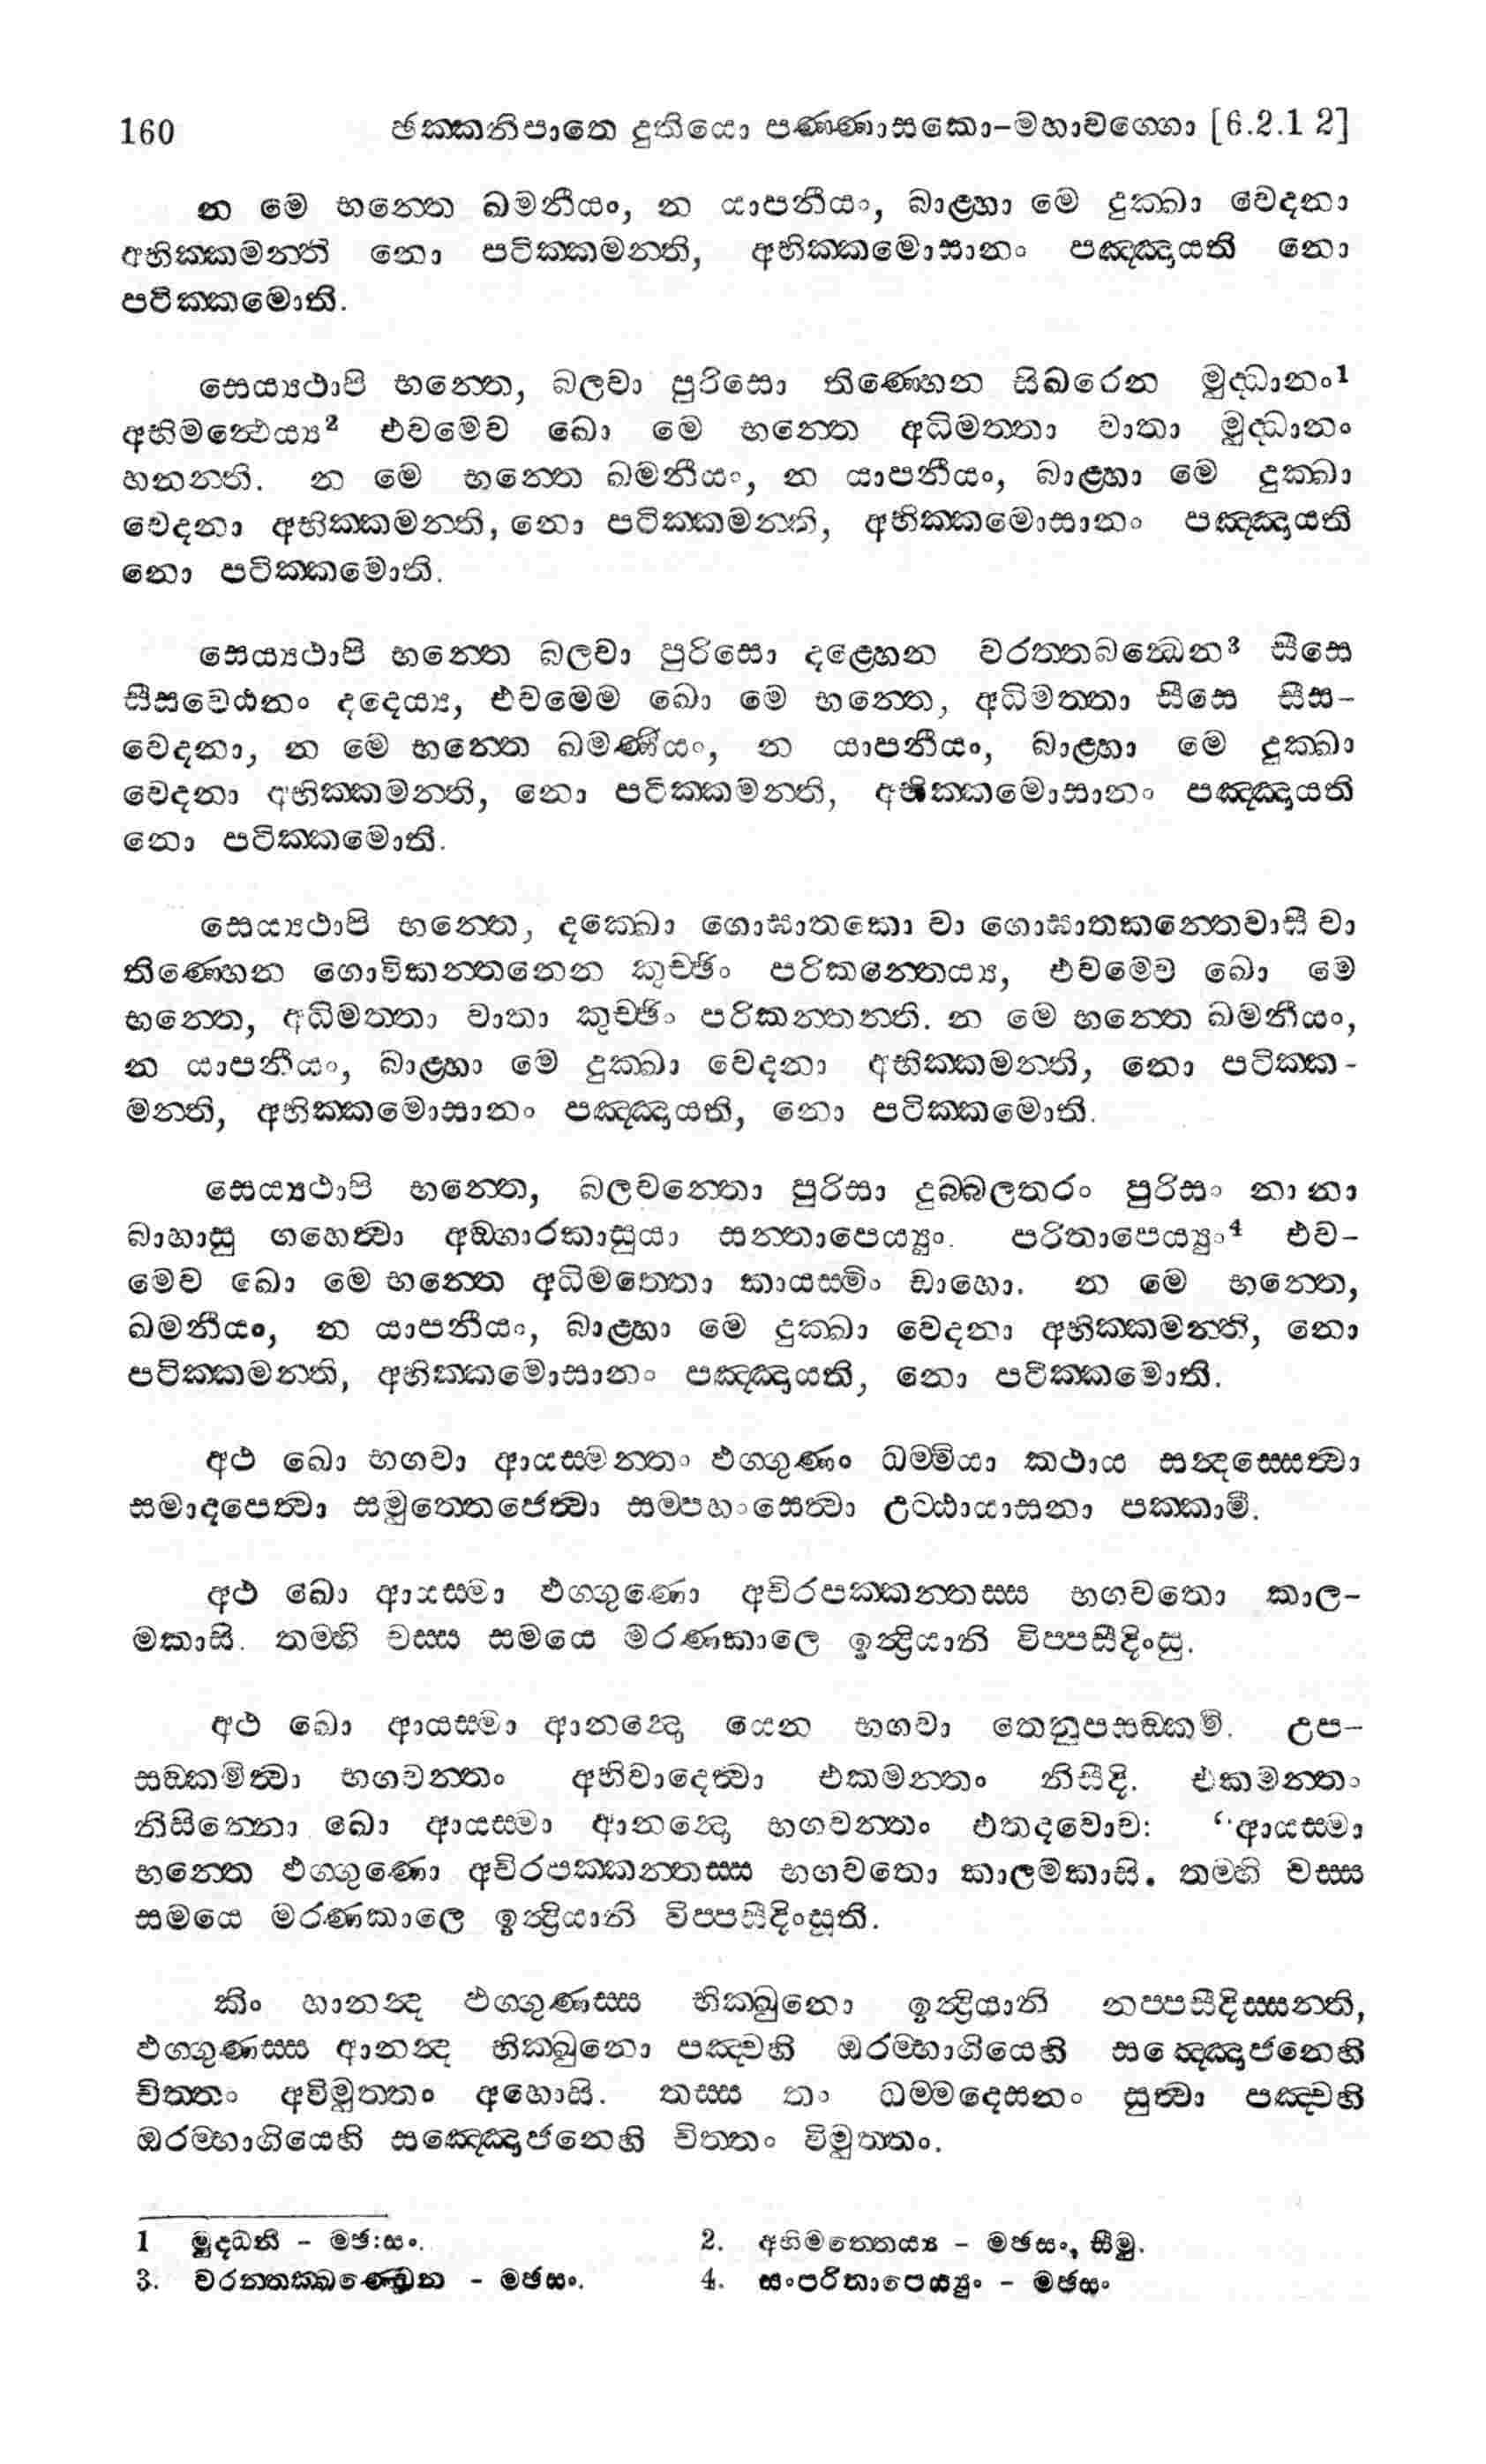 160 ඡක්කනිපාතෙ දුතියො පණ්ණාසකො-මහාවග්ගො [6.2.1 2]
න මෙ භන්තෙ ඛමනීයං, න යාපනීයං, බාළ්හා මෙ දුක්ඛා වෙදනා
අභික්කමන්ති නො පටික්කමන්ති, අභික්කමොසානං පඤ්ඤායති නො
පටික්කමොති.
සෙය්‍යථාපි භන්තෙ, බලවා පුරිසො තිණ්හෙන සිඛරෙන මුද්ධානං1
අභිමත්ථෙය්‍ය2 එවමෙව ඛො මෙ භන්තෙ අධිමත්තා වාතා මුද්ධානං
හනන්ති. න මෙ භන්තෙ ඛමනීයං, න යාපනීයං, බාළ්හා මෙ දුක්ඛා
වෙදනා අභික්කමන්ති, නො පටික්කමන්ති, අභික්කමොසානං පඤ්ඤායති
නො පටික්කමොති.
සෙය්‍යථාපි භන්තෙ බලවා පුරිසො දළ්හෙන වරත්තබන්ධෙන3 සීසෙ
සීසවෙඨනං දදෙය්‍ය, එවමෙම ඛො මෙ භන්තෙ, අධිමත්තා සීසෙ සීස-
වෙදනා, න මෙ භන්තෙ ඛමණීයං, න යාපනීයං, බාළ්හා මෙ දුක්ඛා
වෙදනා අභික්කමන්ති, නො පටික්කමන්ති, අභික්කමොසානං පඤ්ඤායති
නො පටික්කමොති.
සෙය්‍යථාපි භන්තෙ, දක්ඛො ගොඝාතකො වා ගොඝාතකන්තෙවාසී වා
තිණ්හෙන ගොවිකන්තනෙන කුච්ඡිං පරිකන්තෙය්‍ය, එවමෙව ඛො මෙ
භන්තෙ, අධිමත්තා වාතා කුච්ඡිං පරිකන්තන්ති. න මෙ භන්තෙ ඛමනීයං,
න යාපනීයං, බාළ්හා මෙ දුක්ඛා වෙදනා අභික්කමන්ති, නො පටික්ක-
මන්ති, අභික්කමොසානං පඤ්ඤායති, නො පටික්කමොති.
සෙය්‍යථාපි භන්තෙ, බලවන්තො පුරිසා දුබ්බලතරං පුරිසං නානා
බාහාසු ගහෙත්වා අඞ්ගාරකාසුයා සන්තාපෙය්‍යුං. පරිතාපෙය්‍යුං4 එව-
මෙව ඛො මෙ භන්තෙ අධිමත්තො කායස්මිං ඩාහො. න මෙ භන්තෙ,
ඛමනීයං, න යාපනීයං, බාළ්හා මෙ දුක්ඛා වෙදනා අභික්කමන්ති, නො
පටික්කමන්ති, අභික්කමොසානං පඤ්ඤායති, නො පටික්කමොති.
අථ ඛො භගවා ආයස්මන්තං ඵග්ගුණං ධම්මියා කථාය සන්දස්සෙත්වා
සමාදපෙත්වා සමුත්තෙජෙත්වා සම්පහංසෙත්වා උට්ඨායාසනා පක්කාමි.
අථ ඛො ආයස්මා ඵග්ගුණො අචිරපක්කන්තස්ස භගවතො කාල-
මකාසි. තම්හි චස්ස සමයෙ මරණකාලෙ ඉන්ද්‍රියානි විප්පසීදිංසු.
අථ ඛො ආයස්මා ආනන්දො යෙන භගවා තෙනුපසඞ්කමි. උප-
සඞ්කමිත්වා භගවන්තං අභිවාදෙත්වා එකමන්තං නිසීදි. එකමන්තං
නිසින්නො ඛො ආයස්මා ආනන්දො භගවන්තං එතදවොච: "ආයස්මා
භන්තෙ ඵග්ගුණො අචිරපක්කන්තස්ස භගවතො කාලමකාසි. තම්හි චස්ස
සමයෙ මරණකාලෙ ඉන්ද්‍රියානි විප්පසීදිංසූති.
කිං හානන්ද ඵග්ගුණස්ස භික්ඛුනො ඉන්ද්‍රියානි නප්පසීදිස්සන්ති,
ඵග්ගුණස්ස ආනන්ද භික්ඛුනො පඤ්චහි ඔරම්භාගියෙහි සඤ්ඤොජනෙහි
චිත්තං අවිමුත්තං අහොසි. තස්ස තං ධම්මදෙසනං සුත්වා පඤ්චහි
ඔරම්භාගියෙහි සඤ්ඤොජනෙහි චිත්තං විමුත්තං.
1 මුද්ධනි - මඡ:සං. 2. අභිමත්තෙය්‍ය - මඡසං, සීමු.
3. වරත්තක්ඛණ්ඩෙන - මඡසං. 4. සංපරිතාපෙය්‍යුං - මඡසං